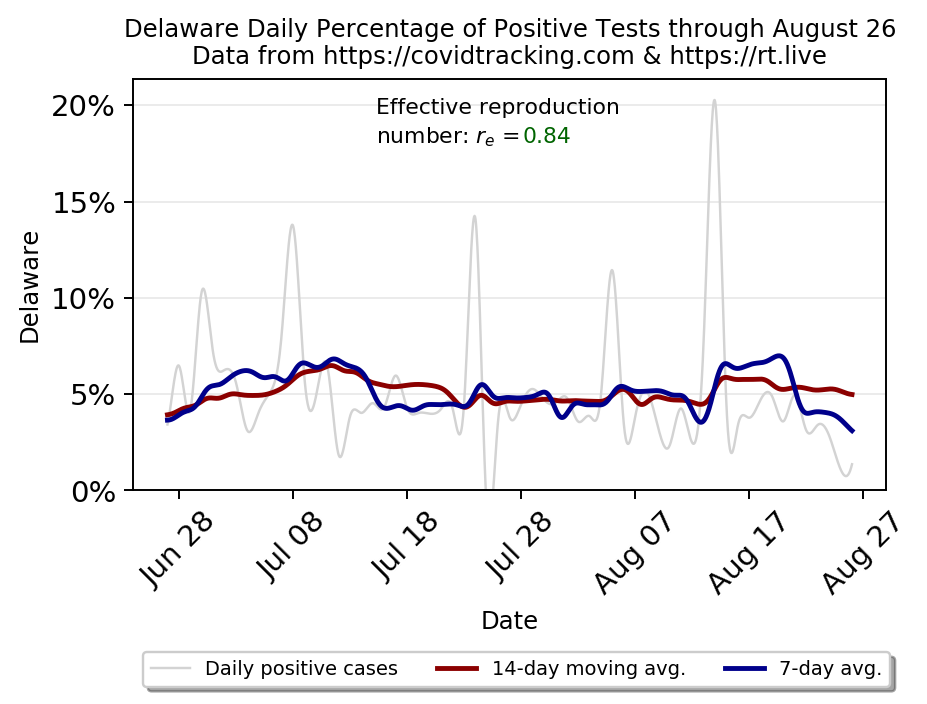 Delaware Daily Percentage of Positive Tests through August 26
Data from https://covidtracking.com & https://rt.live
Effective reproduction
number: r_e = 0.84
20%
15%
10%
5%
0%
Delaware
Jun 28
Jul 08
Jul 18
Jul 28
Aug 07
Aug 17
Aug 27
Date
Daily positive cases
14-day moving avg.
7-day avg.